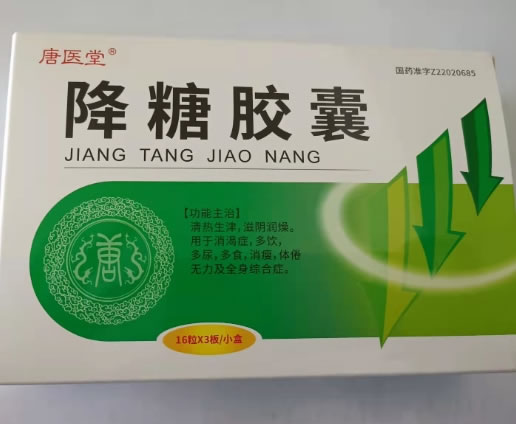 唐医堂®
国药准字Z22020685
降糖胶囊
JIANG TANG JIAO NANG
【功能主治】
清热生津，滋阴润燥。
用于消渴症，多饮，
多尿，多食，消瘦，体倦
无力及全身综合症。
唐
16粒X3板/小盒